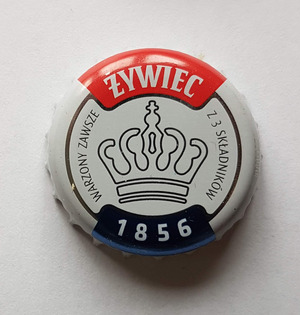 ŻYWIEC
WARZONY ZAWSZE
Z 3 SKŁADNIKÓW
1856